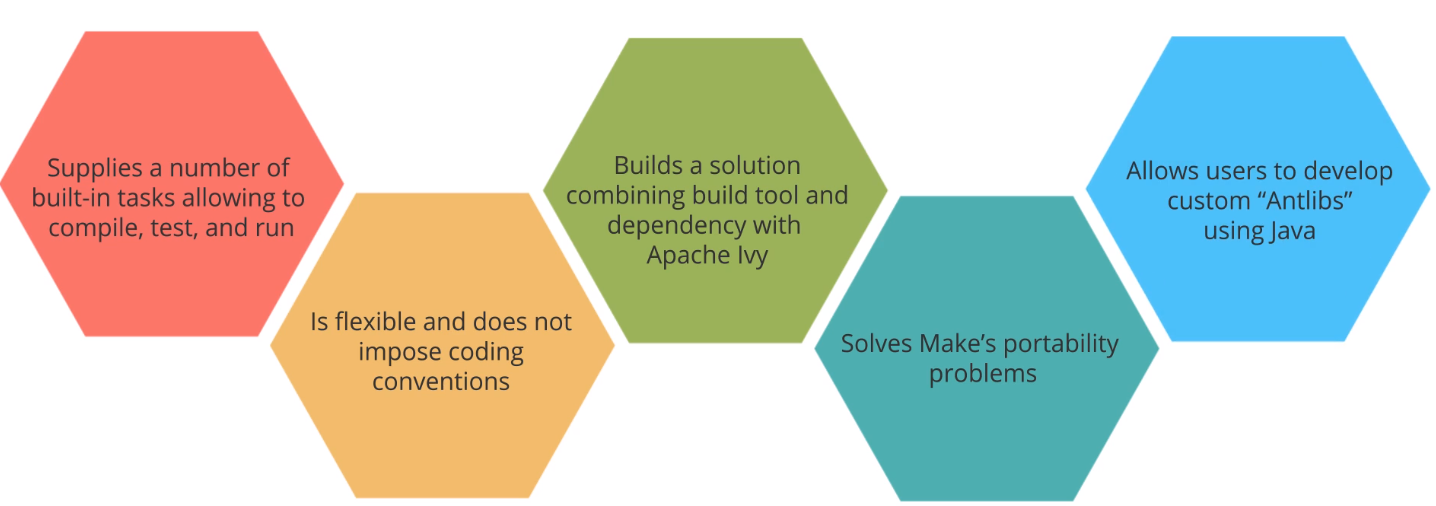 Supplies a number of
built-in tasks allowing to
compile, test, and run
Is flexible and does not
impose coding
conventions
Builds a solution
combining build tool and
dependency with
Apache Ivy
Solves Make’s portability
problems
Allows users to develop
custom “Antlibs”
using Java